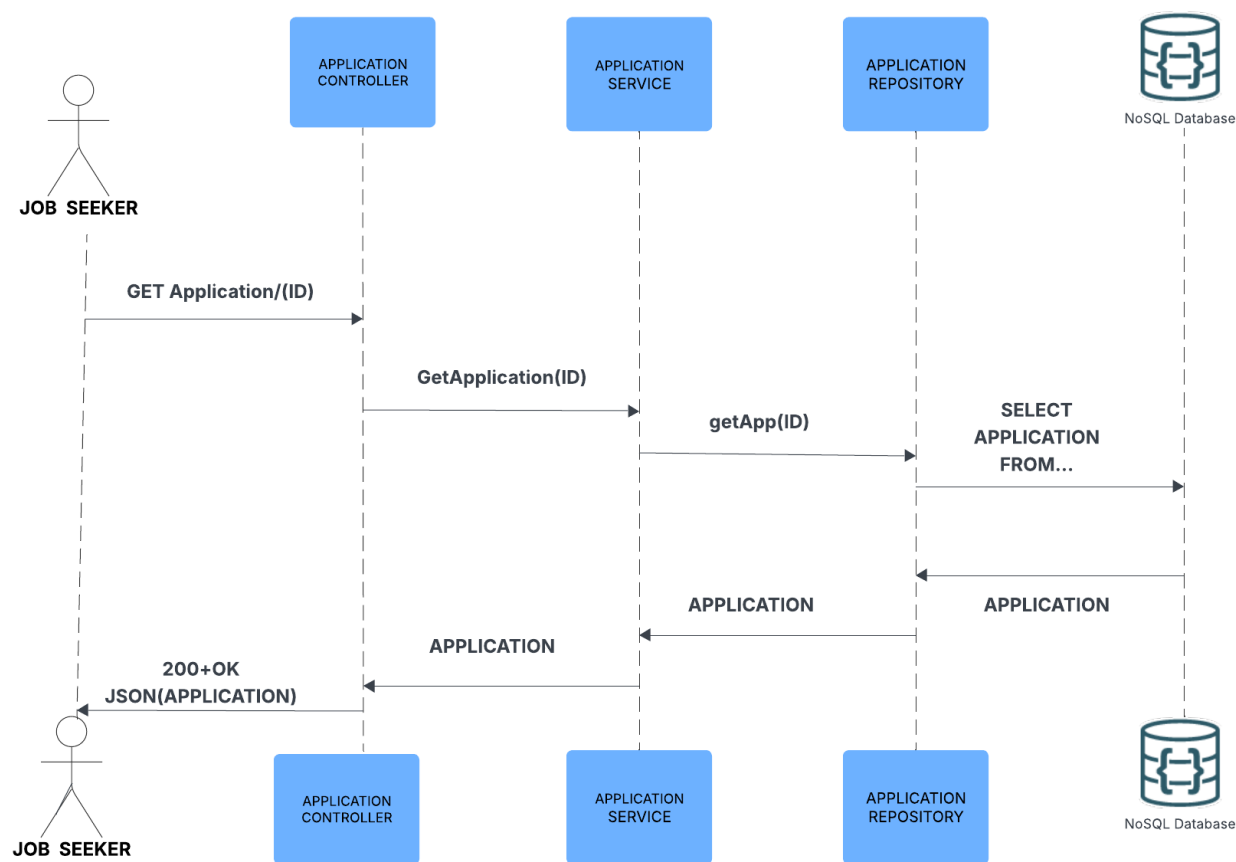 APPLICATION
CONTROLLER
APPLICATION
SERVICE
APPLICATION
REPOSITORY
NoSQL Database
JOB SEEKER
GET Application/(ID)
GetApplication(ID)
getApp(ID)
SELECT
APPLICATION
FROM...
APPLICATION
APPLICATION
APPLICATION
200+OK
JSON(APPLICATION)
JOB SEEKER
APPLICATION
CONTROLLER
APPLICATION
SERVICE
APPLICATION
REPOSITORY
NoSQL Database